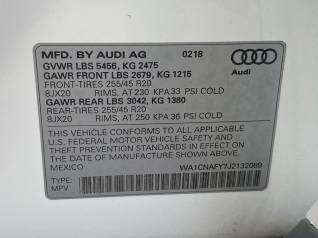 MFD. BY AUDI AG 0218
GVWR LBS 5456, KG 2475
GAWR FRONT LBS 2679, KG 1215
FRONT-TIRES 255/45 R20
8JX20 RIMS, AT 230 KPA 33 PSI COLD
GAWR REAR LBS 3042, KG 1380
REAR-TIRES 255/45 R20
8JX20 RIMS, AT 250 KPA 36 PSI COLD
Audi
THIS VEHICLE CONFORMS TO ALL APPLICABLE
U.S. FEDERAL MOTOR VEHICLE
SAFETY STANDARDS IN EFFECT ON THE
DATE OF MANUFACTURE SHOWN ABOVE.
MEXICO
WA1CNAFY7J2132089
TYPE:
MPV